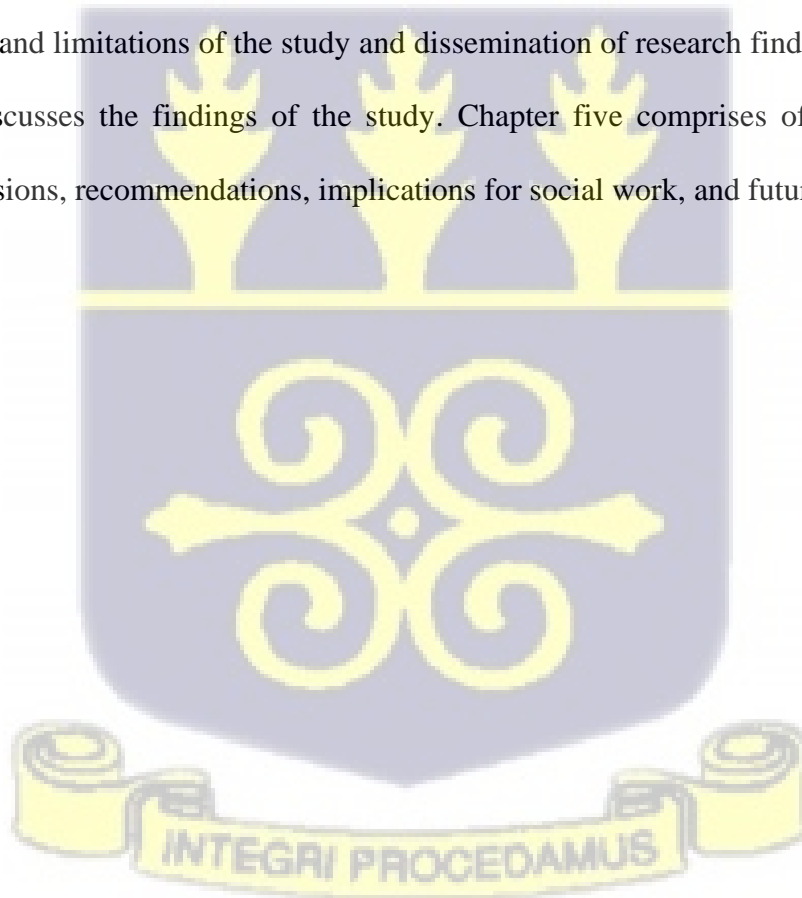 and limitations of the study and dissemination of research find
scusses the findings of the study. Chapter five comprises of
sions, recommendations, implications for social work, and futur
INTEGRI PROCEDAMUS